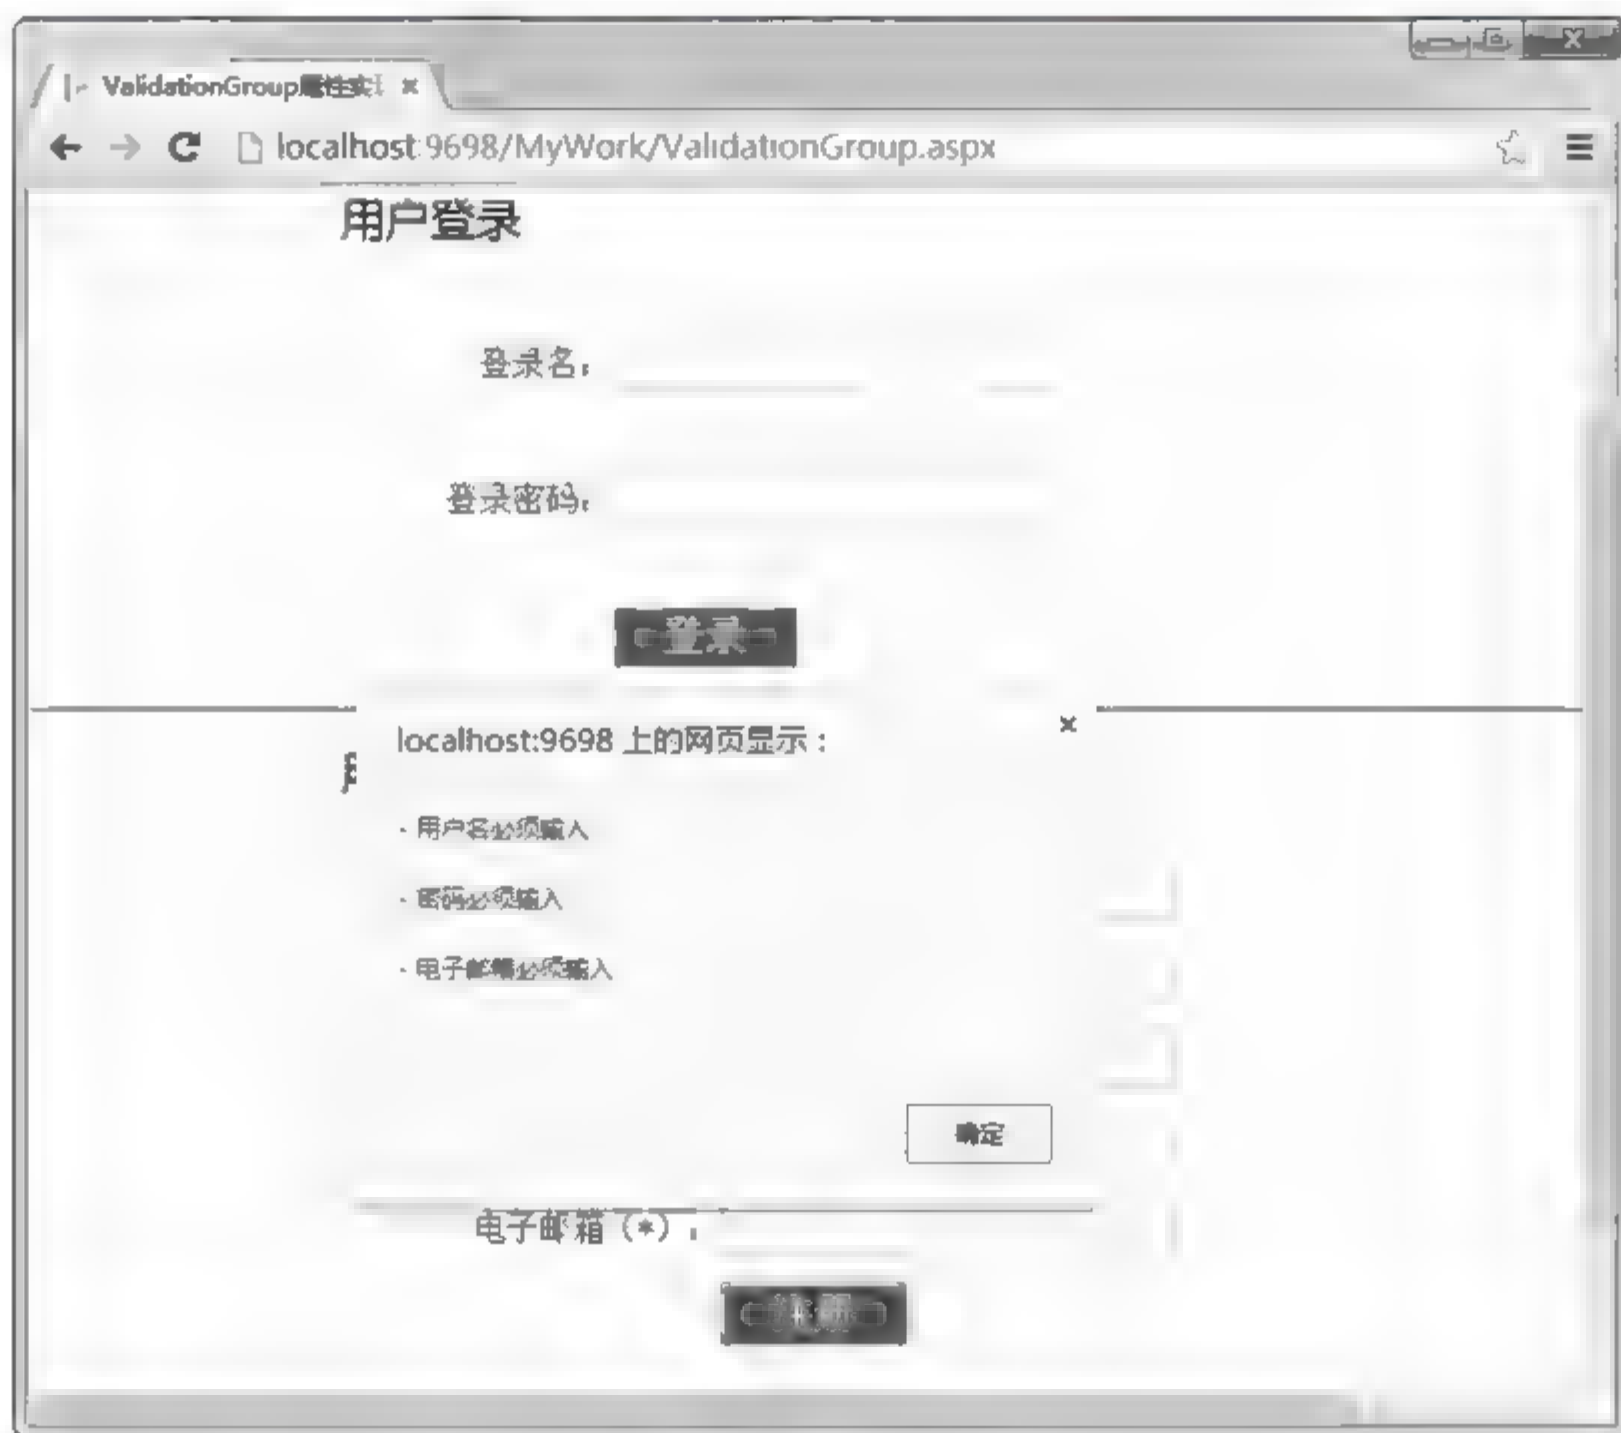 ValidationGroup属性实
localhost:9698/MyWork/ValidationGroup.aspx
用户登录
登录名:
登录密码:
登录
localhost:9698 上的网页显示:
- 用户名必须输入
- 密码必须输入
- 电子邮箱必须输入
确定
电子邮箱(*):
注册